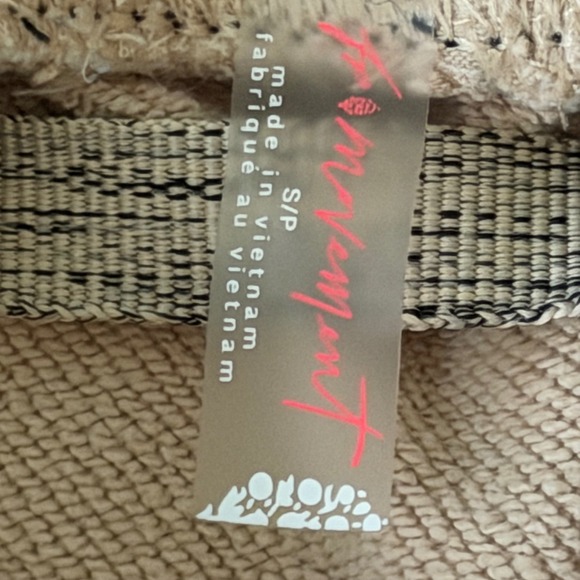 fp movement
S/P
made in vietnam
fabriqué au vietnam